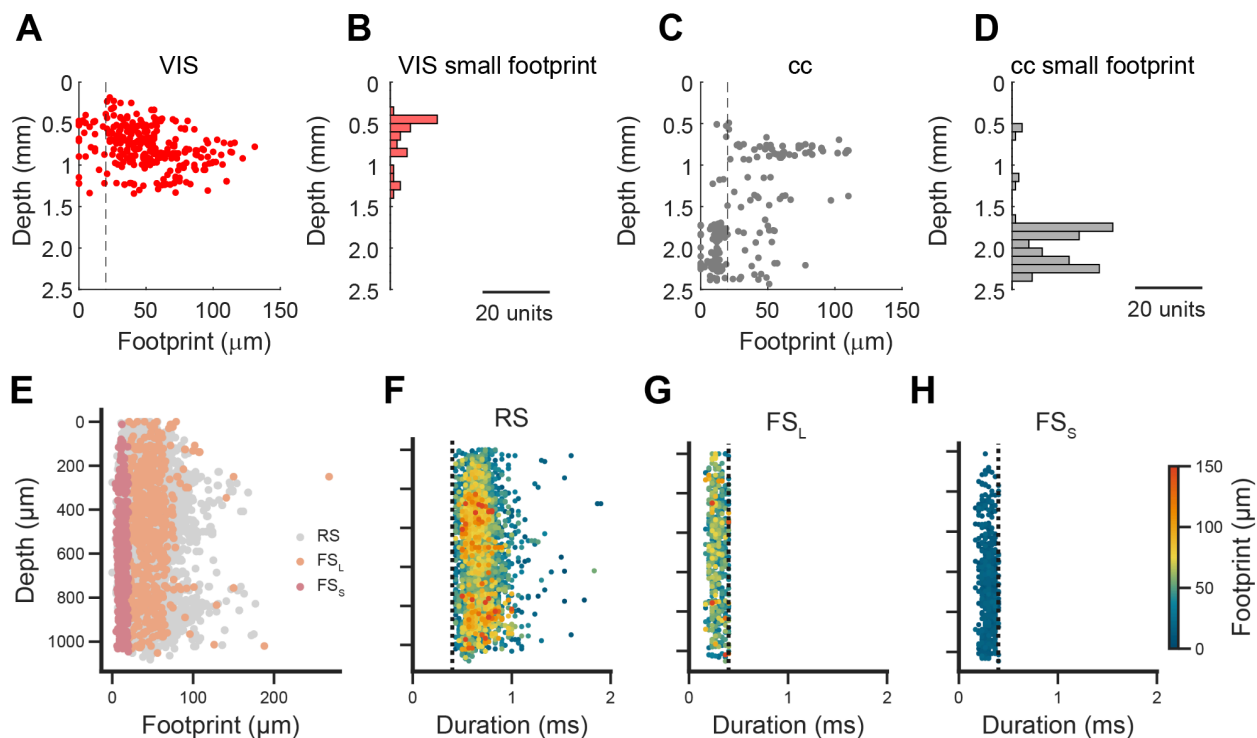 A
VIS
0
0.5
1
1.5
2.0
2.5
Depth (mm)
0 50 100 150
Footprint (μm)
B
VIS small footprint
0
0.5
1
1.5
2.0
2.5
Depth (mm)
20 units
C
cc
0
0.5
1
1.5
2.0
2.5
Depth (mm)
0 50 100 150
Footprint (μm)
D
cc small footprint
0
0.5
1
1.5
2.0
2.5
Depth (mm)
20 units
E
0
200
400
600
800
1000
Depth (μm)
RS
FSL
FSS
0 100 200
Footprint (μm)
F
RS
0 1 2
Duration (ms)
G
FSL
0 1 2
Duration (ms)
H
FSS
0 1 2
Duration (ms)
150
100
50
0
Footprint (μm)